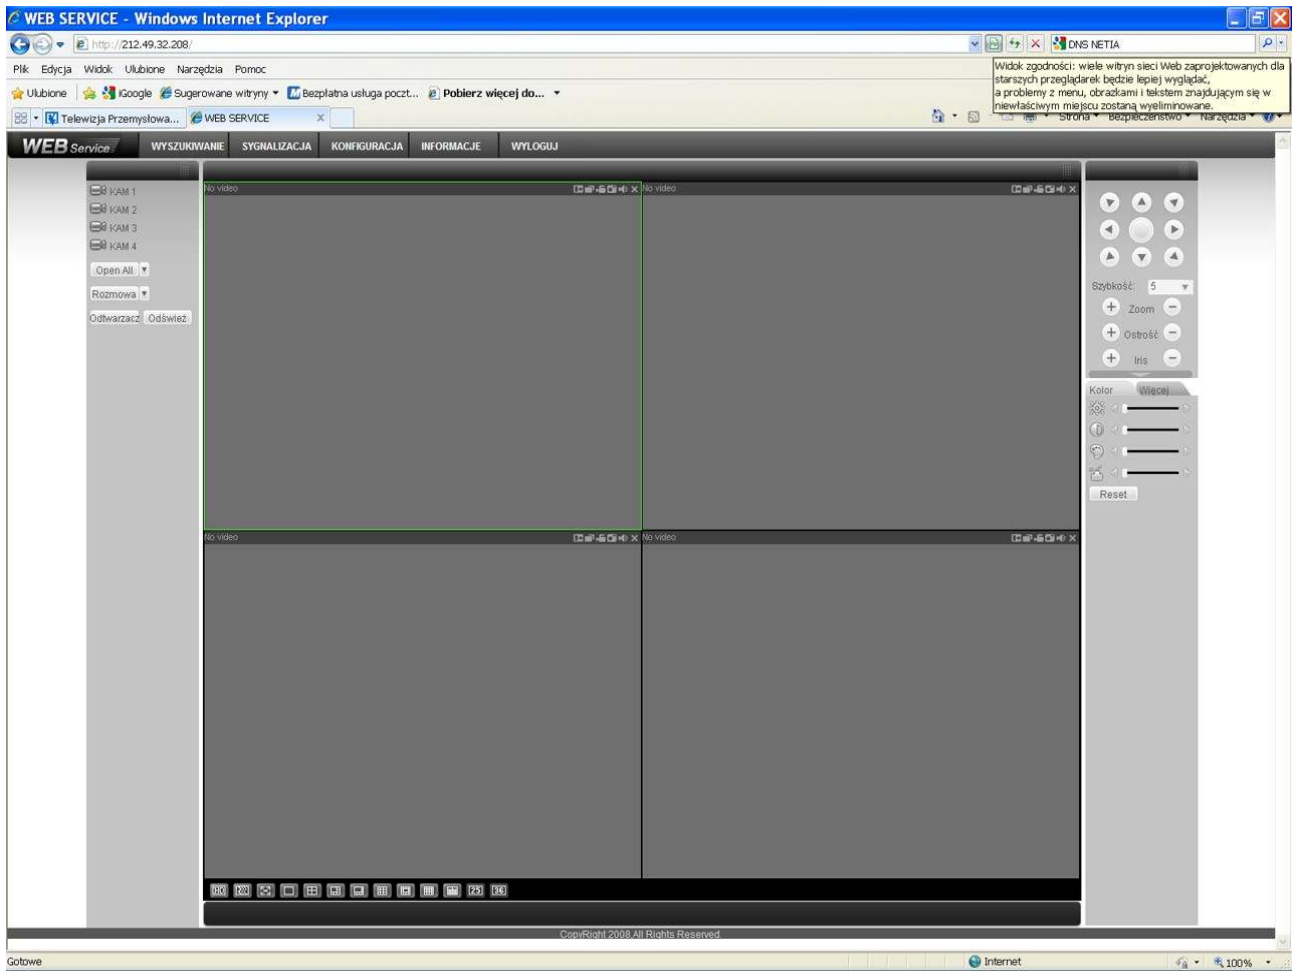 WEB SERVICE - Windows Internet Explorer
http://212.49.32.208/
DNS NETIA
Plik Edycja Widok Ulubione Narzędzia Pomoc
Widok zgodności: wiele witryn sieci Web zaprojektowanych dla
starszych przeglądarek będzie lepiej wyglądać,
a problemy z menu, obrazkami i tekstem znajdującym się w
niewłaściwym miejscu zostaną wyeliminowane.
Ulubione iGoogle Sugerowane witryny Bezpłatna usługa poczt... Pobierz więcej do...
Telewizja Przemysłowa... WEB SERVICE X Strona Bezpieczeństwo Narzędzia
WEB Service WYSZUKIWANIE SYGNALIZACJA KONFIGURACJA INFORMACJE WYLOGUJ
KAM 1
KAM 2
KAM 3
KAM 4
Open All
Rozmowa
Odtwarzacz Odśwież
No video
No video
No video
No video
Szybkość: 5
Zoom
Ostrość
Iris
Kolor Więcej
Reset
HQ 25 36
CopyRight 2008,All Rights Reserved.
Gotowe Internet 100%